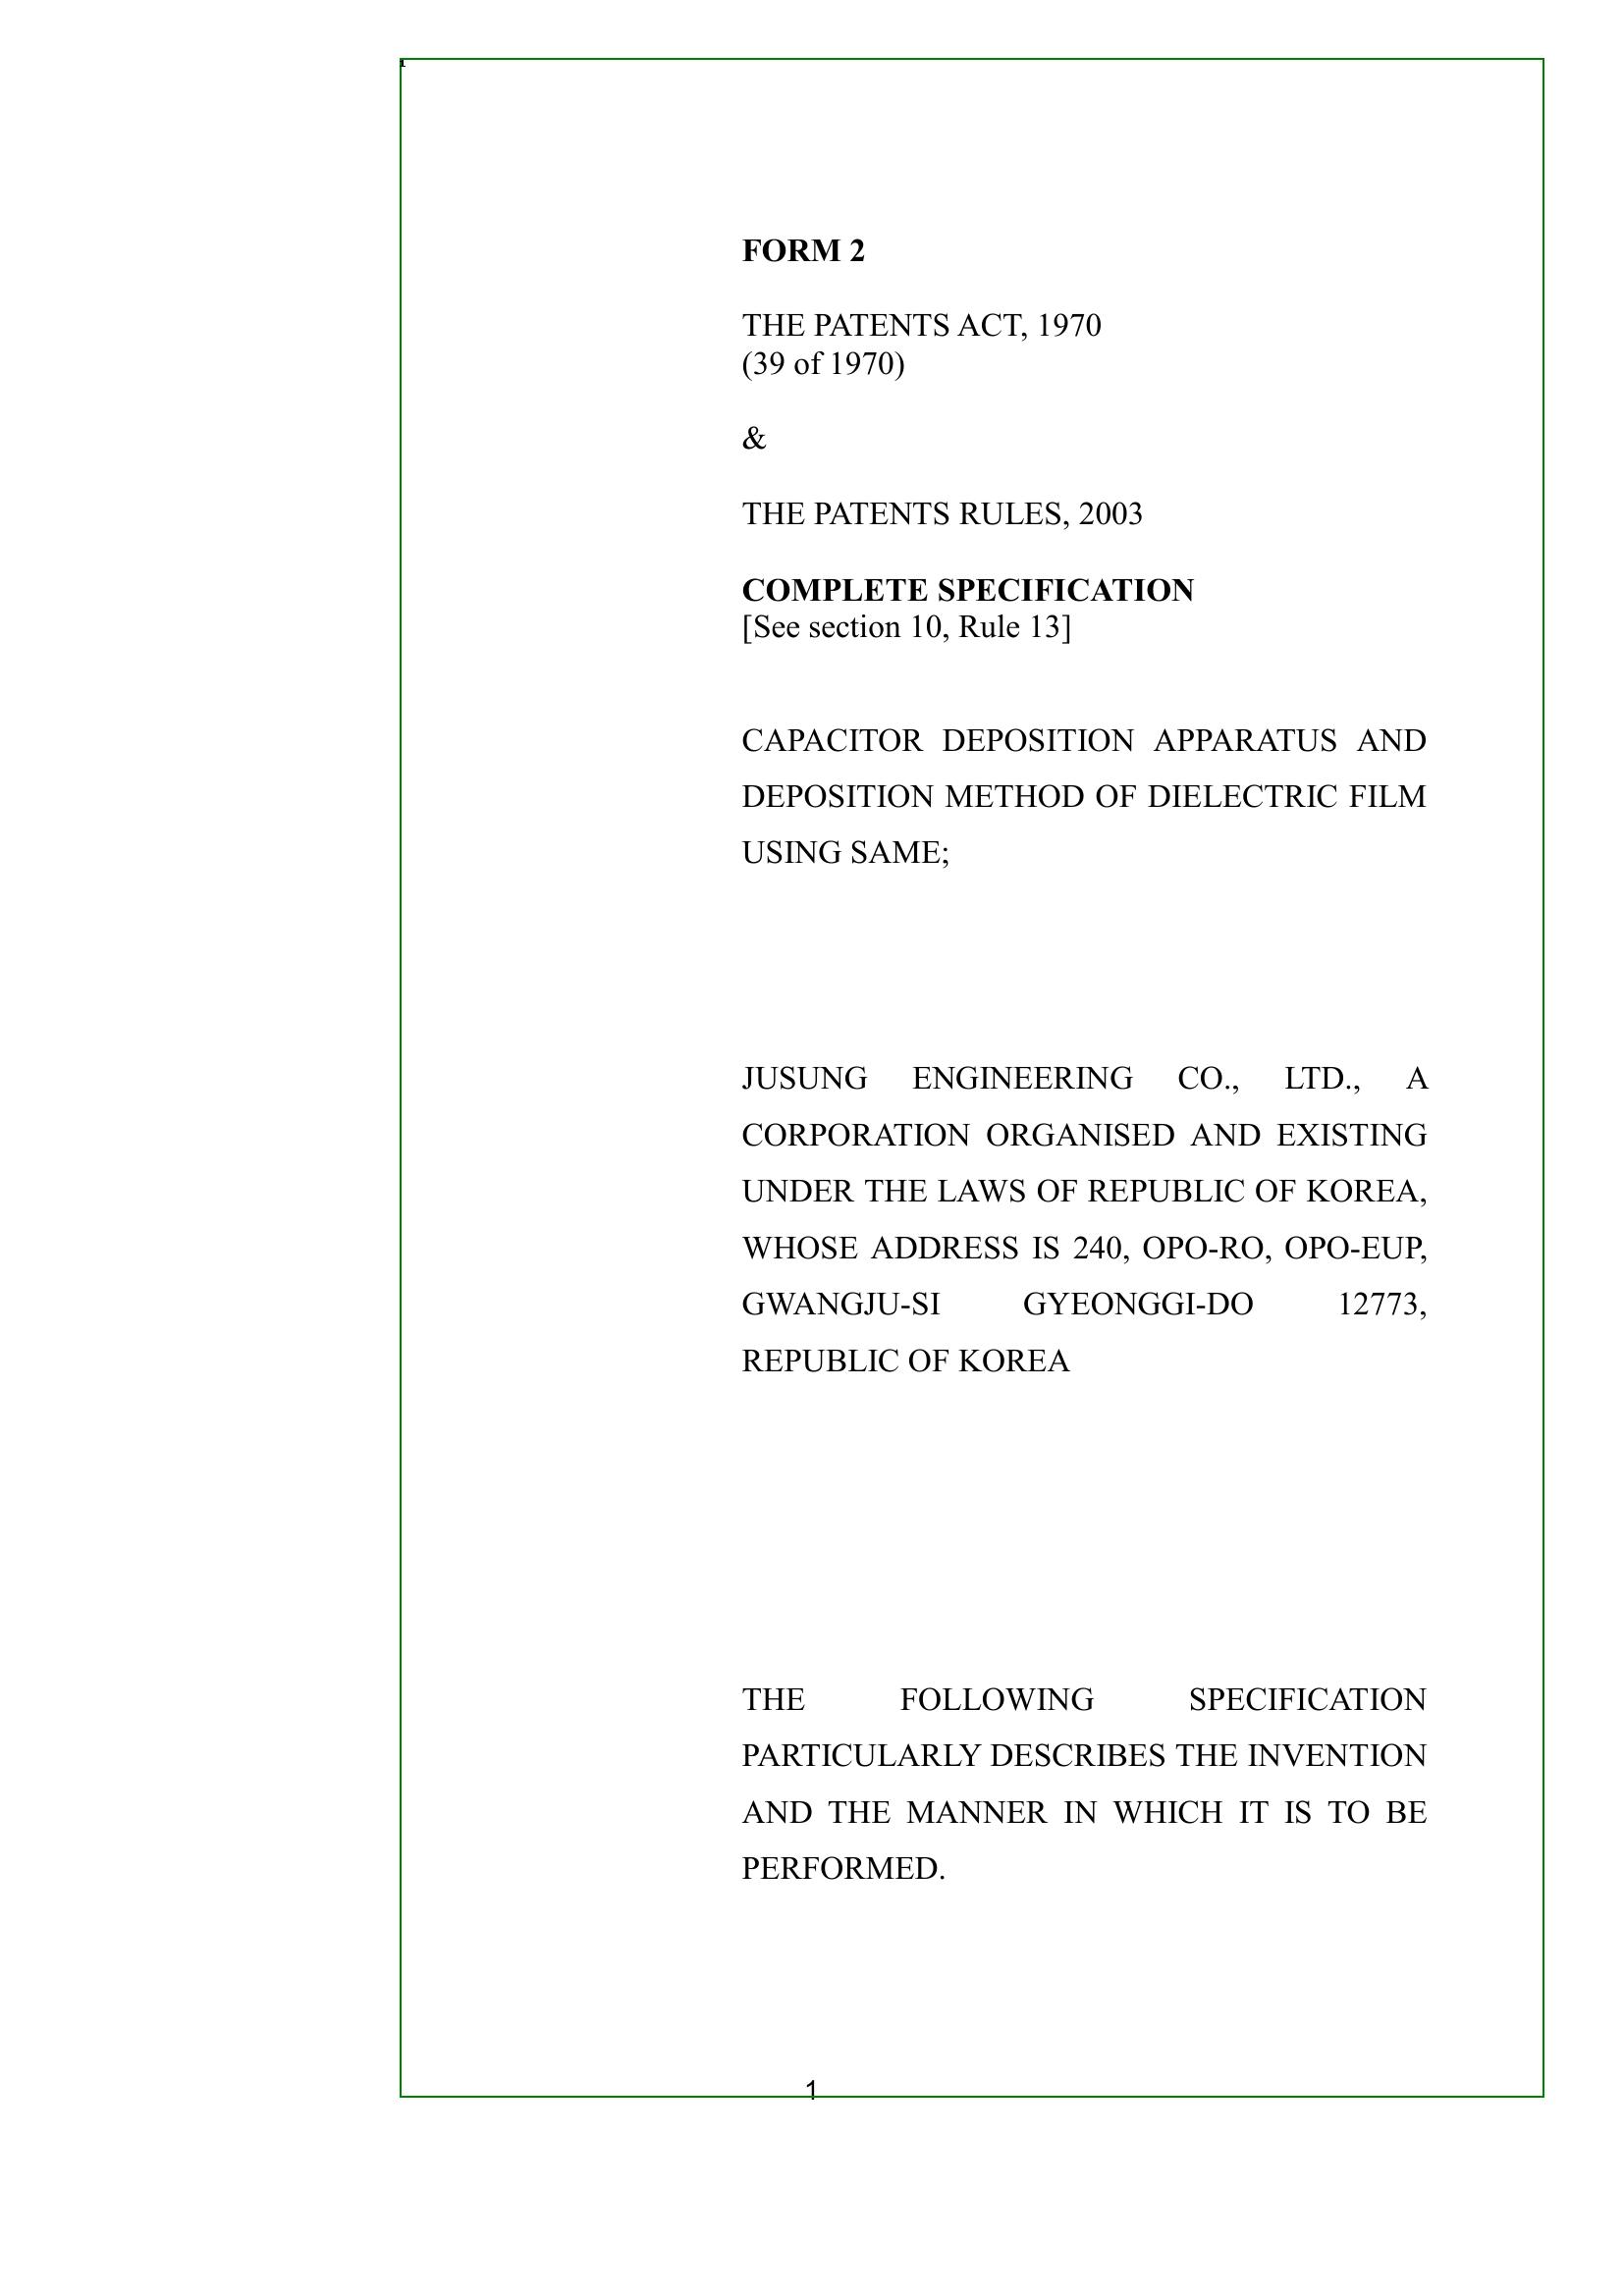 1
FORM 2
THE PATENTS ACT, 1970
(39 of 1970)
&
THE PATENTS RULES, 2003
COMPLETE SPECIFICATION
[See section 10, Rule 13]
CAPACITOR DEPOSITION APPARATUS AND
DEPOSITION METHOD OF DIELECTRIC FILM
USING SAME;
JUSUNG ENGINEERING CO., LTD., A
CORPORATION ORGANISED AND EXISTING
UNDER THE LAWS OF REPUBLIC OF KOREA,
WHOSE ADDRESS IS 240, OPO-RO, OPO-EUP,
GWANGJU-SI GYEONGGI-DO 12773,
REPUBLIC OF KOREA
THE FOLLOWING SPECIFICATION
PARTICULARLY DESCRIBES THE INVENTION
AND THE MANNER IN WHICH IT IS TO BE
PERFORMED.
1